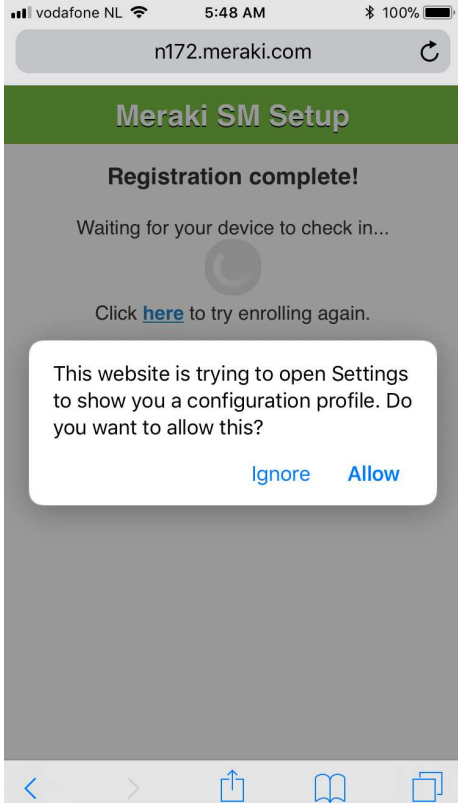 vodafone NL 5:48 AM 100%
n172.meraki.com
Meraki SM Setup
Registration complete!
Waiting for your device to check in...
Click here to try enrolling again.
This website is trying to open Settings
to show you a configuration profile. Do
you want to allow this?
Ignore Allow